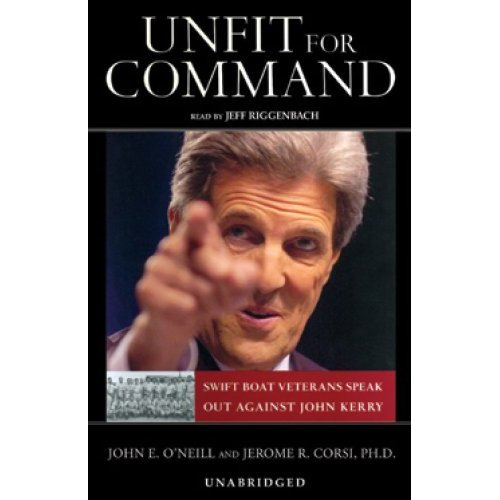 UNFIT FOR
COMMAND
READ BY JEFF RIGGENBACH
SWIFT BOAT VETERANS SPEAK
OUT AGAINST JOHN KERRY
JOHN E. O'NEILL AND JEROME R. CORSI, PH.D.
UNABRIDGED